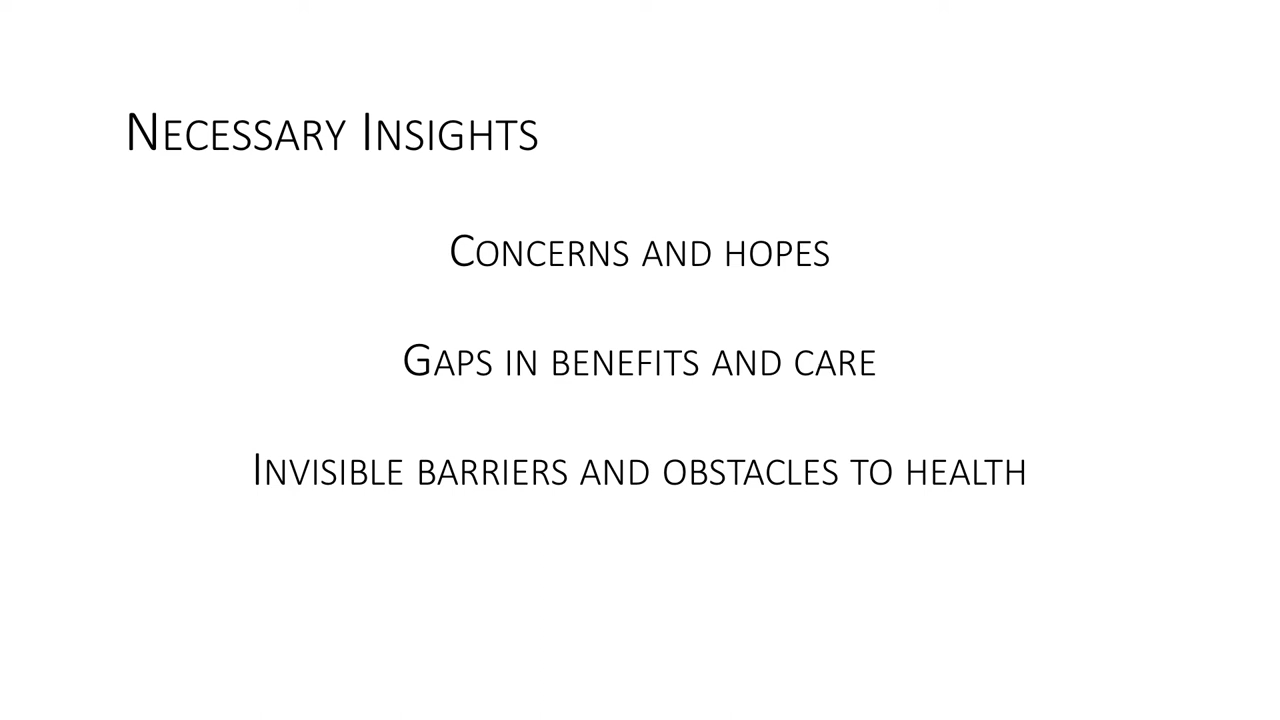 Necessary Insights
Concerns and hopes
Gaps in benefits and care
Invisible barriers and obstacles to health